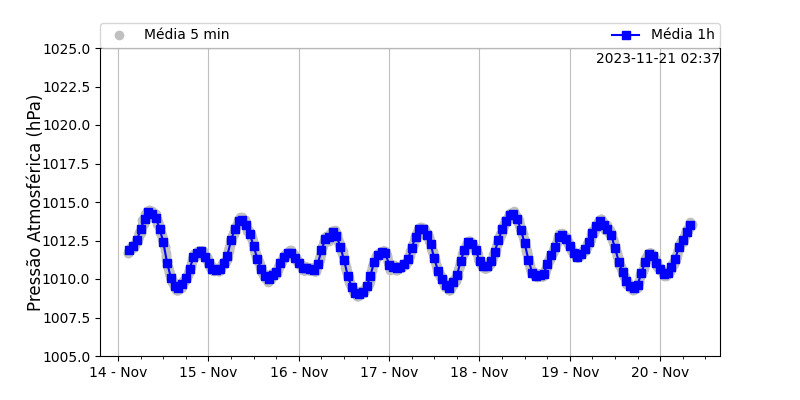 Média 5 min
Média 1h
2023-11-21 02:37
Pressão Atmosférica (hPa)
1025.0
1022.5
1020.0
1017.5
1015.0
1012.5
1010.0
1007.5
1005.0
14 - Nov
15 - Nov
16 - Nov
17 - Nov
18 - Nov
19 - Nov
20 - Nov